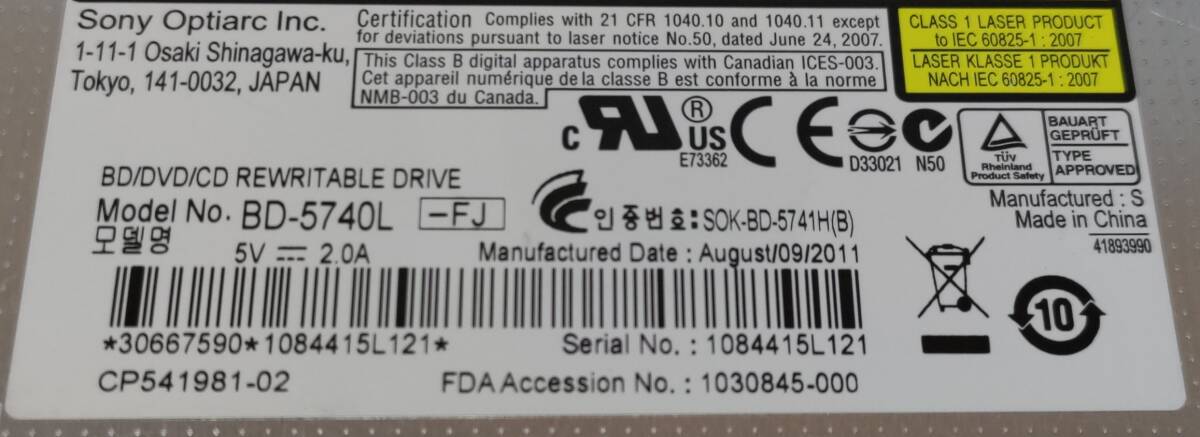 Sony Optiarc Inc.
1-11-1 Osaki Shinagawa-ku,
Tokyo, 141-0032, JAPAN
Certification Complies with 21 CFR 1040.10 and 1040.11 except
for deviations pursuant to laser notice No.50, dated June 24, 2007.
This Class B digital apparatus complies with Canadian ICES-003.
Cet appareil numérique de la classe B est conforme à la norme
NMB-003 du Canada.
CLASS 1 LASER PRODUCT
to IEC 60825-1 : 2007
LASER KLASSE 1 PRODUKT
NACH IEC 60825-1 : 2007
C RU ® US
E73362
CE
D33021
N50
TÜV
Rheinland
Product Safety
BAUART
GEPRÜFT
TYPE
APPROVED
BD/DVD/CD REWRITABLE DRIVE
Model No. BD-5740L -FJ
모델명
5V ⎓ 2.0A
인증번호: SOK-BD-5741H(B)
Manufactured Date : August/09/2011
Manufactured : S
Made in China
41893990
*30667590*1084415L121*
Serial No. : 1084415L121
CP541981-02
FDA Accession No. : 1030845-000
10